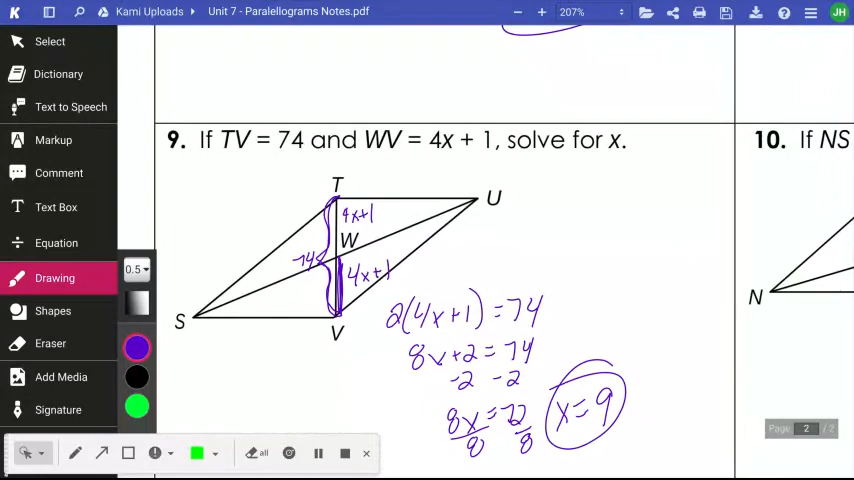 Kami Uploads ▸ Unit 7 - Paralellograms Notes.pdf 207% JH
Select
Dictionary
Text to Speech
Markup
Comment
Text Box
Equation
Drawing
Shapes
Eraser
Add Media
Signature
0.5
9. If TV = 74 and WV = 4x + 1, solve for x.
10. If NS
T
U
4x+1
W
74
4x+1
S
V
N
2(4x+1) = 74
8x+2 = 74
-2 -2
8x = 72
8 8
x = 9
Page 2 / 2
all